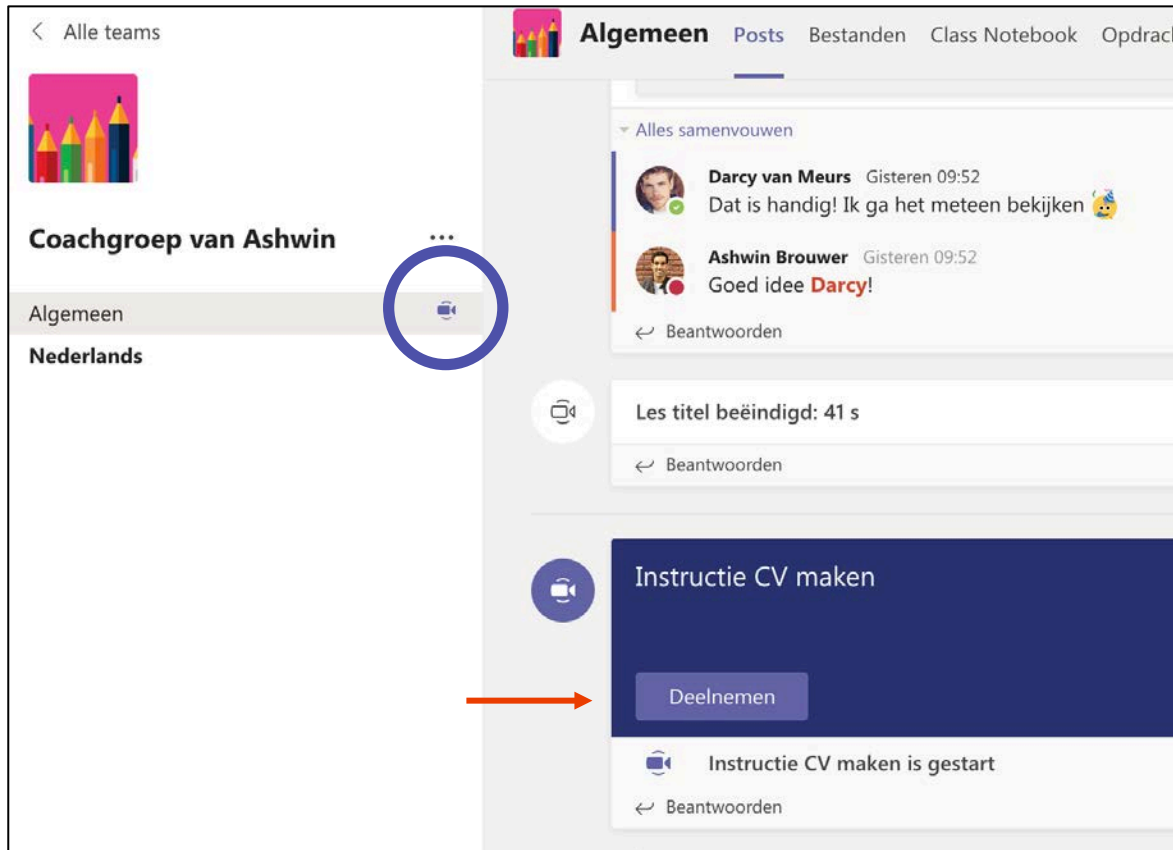 Alle teams
Coachgroep van Ashwin
Algemeen
Nederlands
Algemeen Posts Bestanden Class Notebook Opdrach
Alles samenvouwen
Darcy van Meurs Gisteren 09:52
Dat is handig! Ik ga het meteen bekijken
Ashwin Brouwer Gisteren 09:52
Goed idee Darcy!
Beantwoorden
Les titel beëindigd: 41 s
Beantwoorden
Instructie CV maken
Deelnemen
Instructie CV maken is gestart
Beantwoorden